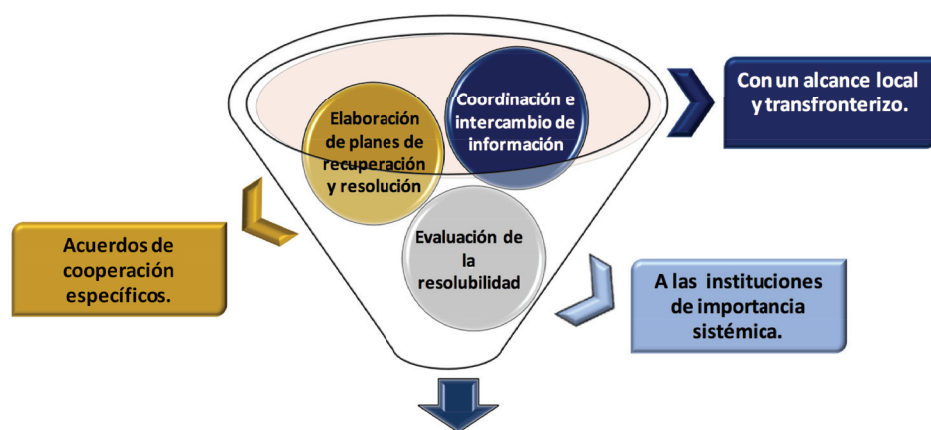 Elaboración
de planes de
recuperación
y resolución
Coordinación e
intercambio de
información
Evaluación de
la
resolubilidad
Con un alcance local
y transfronterizo.
Acuerdos de
cooperación
específicos.
A las instituciones
de importancia
sistémica.